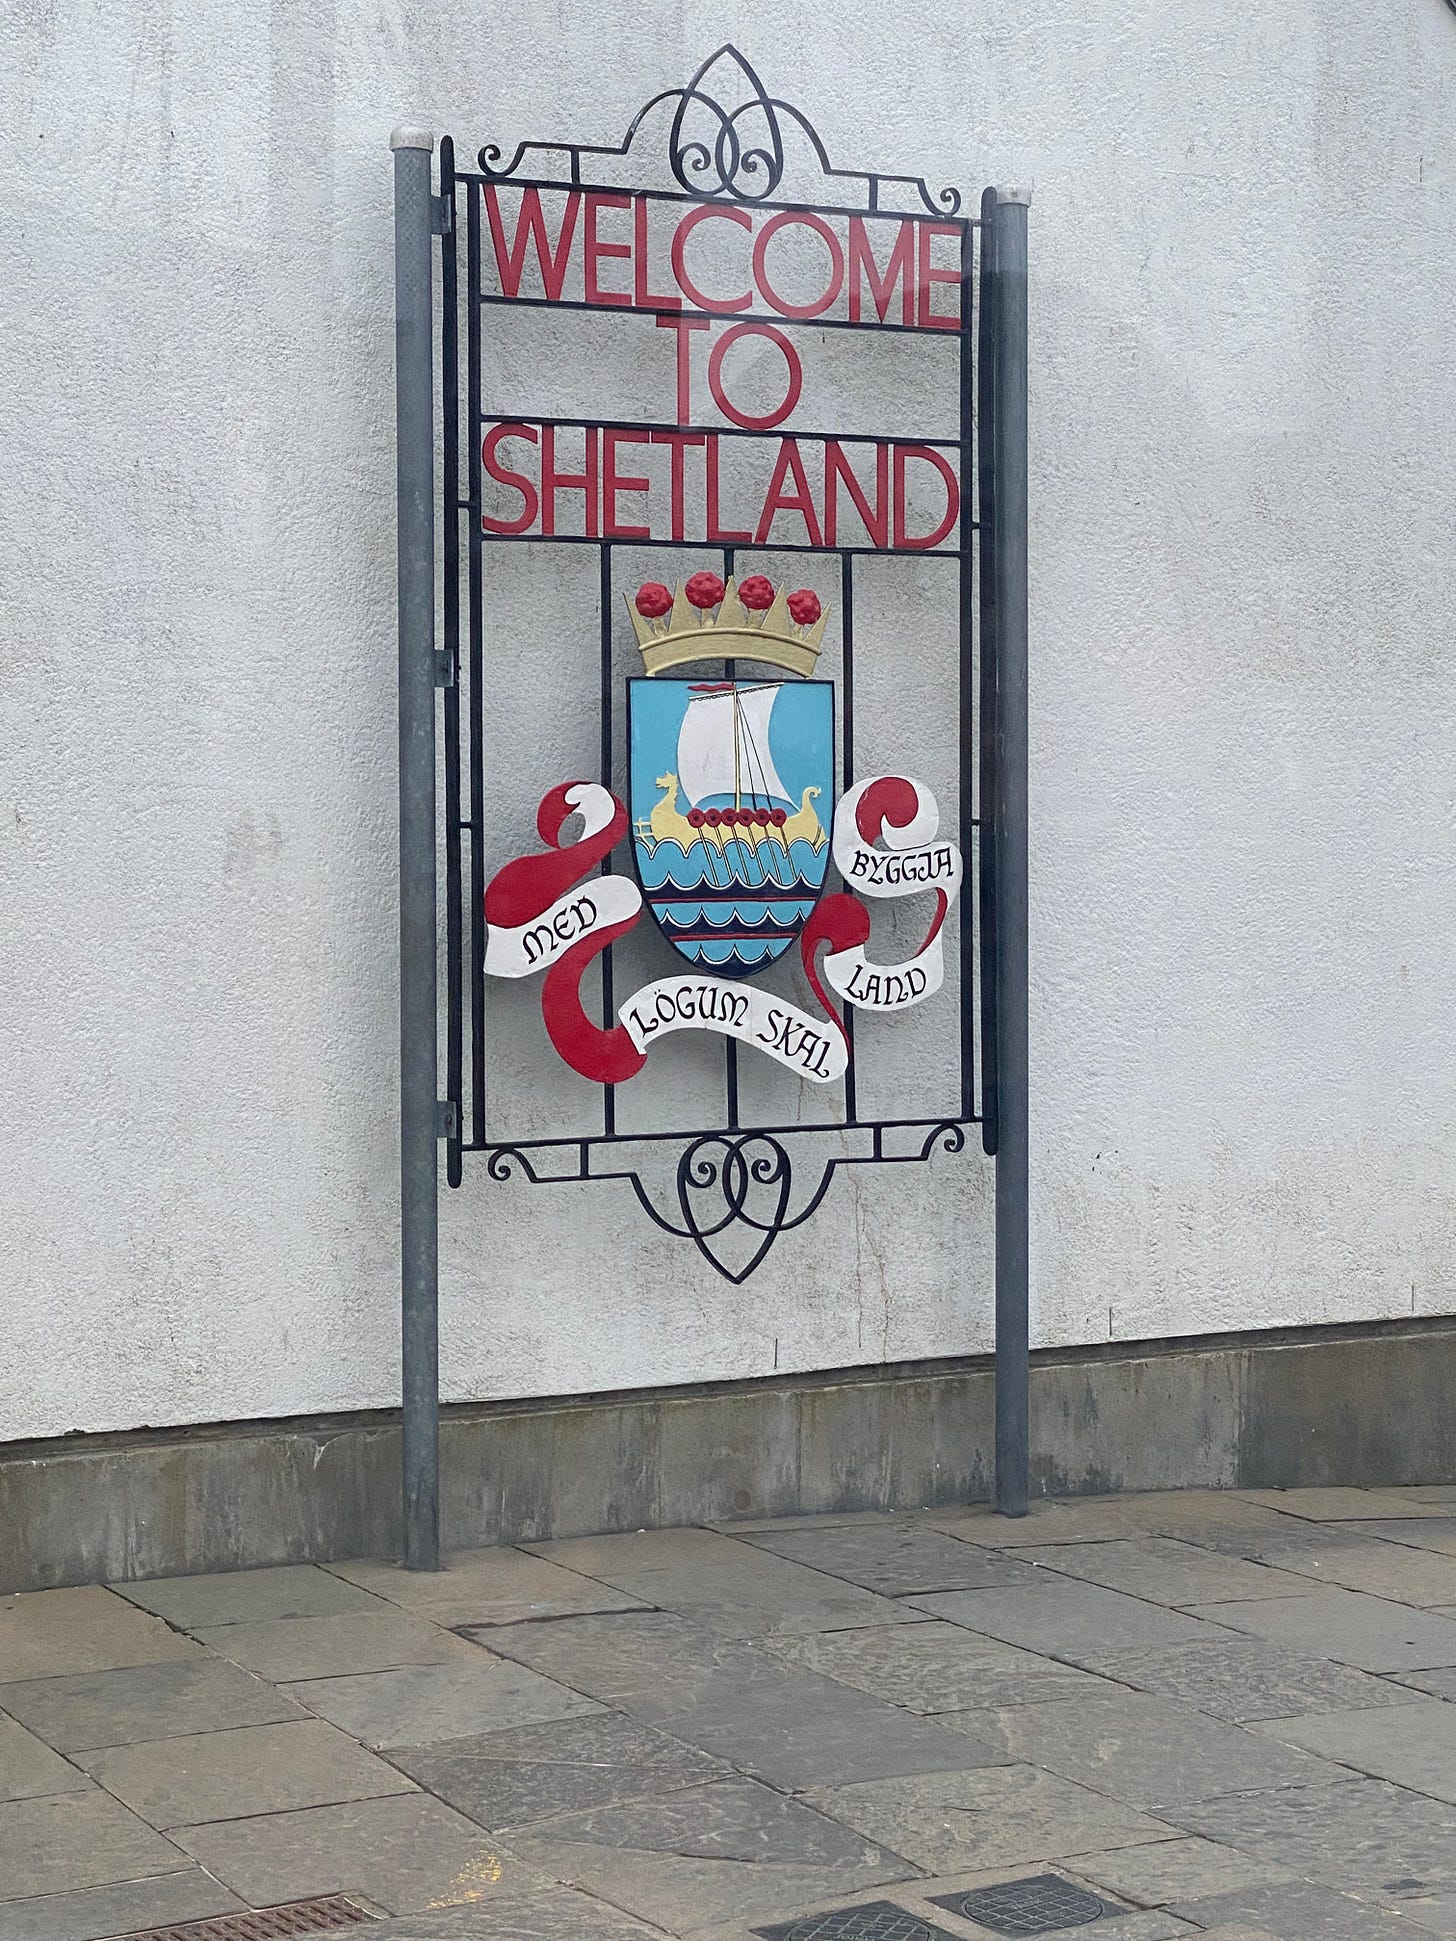 WELCOME
TO
SHETLAND
MEÐ
LÖGUM SKAL
BYGGJA
LAND